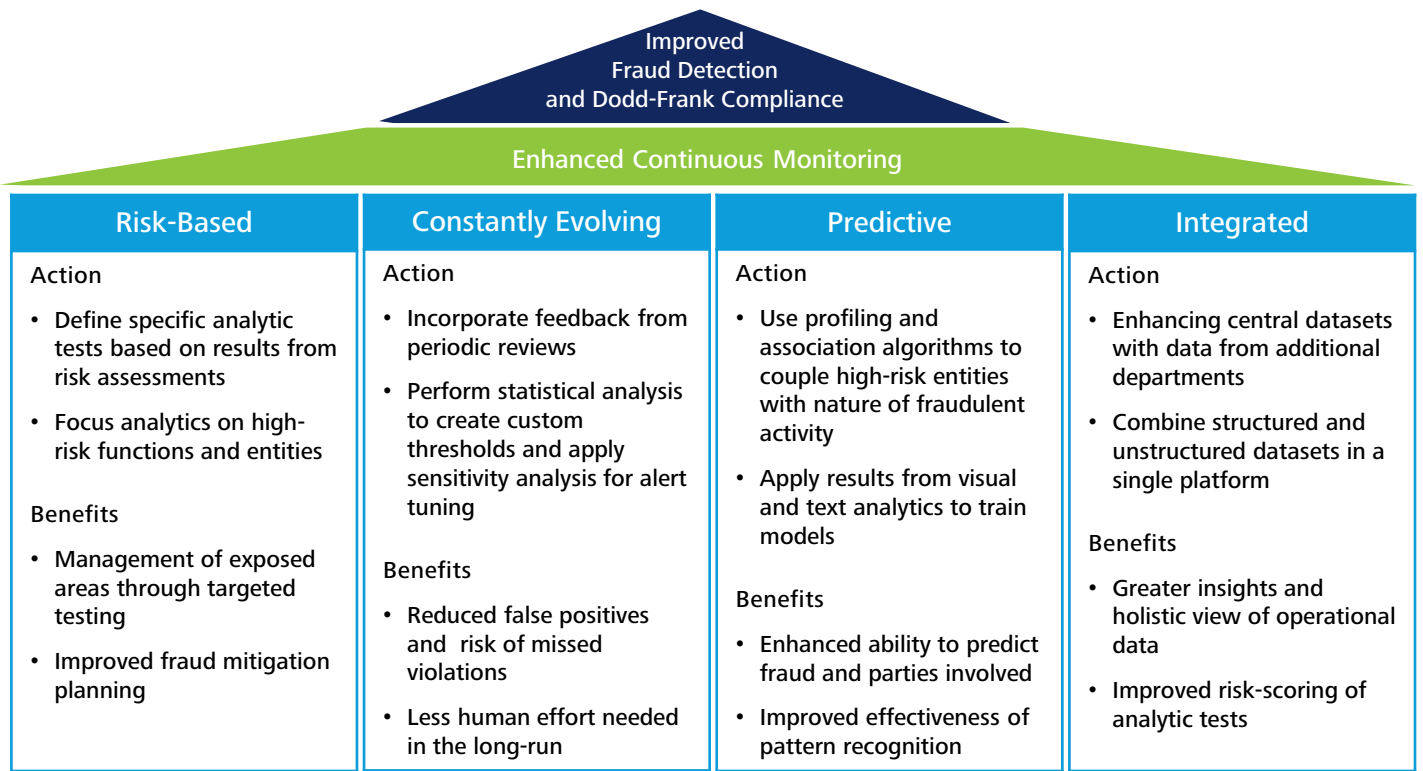 Improved
Fraud Detection
and Dodd-Frank Compliance
Enhanced Continuous Monitoring
Risk-Based
Action
• Define specific analytic
tests based on results from
risk assessments
• Focus analytics on high-
risk functions and entities
Benefits
• Management of exposed
areas through targeted
testing
• Improved fraud mitigation
planning
Constantly Evolving
Action
• Incorporate feedback from
periodic reviews
• Perform statistical analysis
to create custom
thresholds and apply
sensitivity analysis for alert
tuning
Benefits
• Reduced false positives
and  risk of missed
violations
• Less human effort needed
in the long-run
Predictive
Action
• Use profiling and
association algorithms to
couple high-risk entities
with nature of fraudulent
activity
• Apply results from visual
and text analytics to train
models
Benefits
• Enhanced ability to predict
fraud and parties involved
• Improved effectiveness of
pattern recognition
Integrated
Action
• Enhancing central datasets
with data from additional
departments
• Combine structured and
unstructured datasets in a
single platform
Benefits
• Greater insights and
holistic view of operational
data
• Improved risk-scoring of
analytic tests